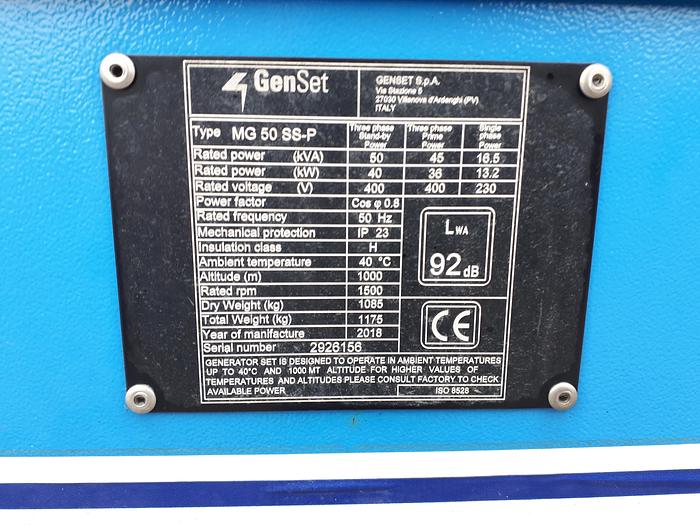 GenSet
GENSET S.p.A.
Via Stazione 5
27030 Villanova d'Ardenghi (PV)
ITALY
Type MG 50 SS-P
Three phase Stand-by Power
Three phase Prime Power
Single phase Power
Rated power (kVA) 50 45 16.5
Rated power (kW) 40 36 13.2
Rated voltage (V) 400 400 230
Power factor Cos φ 0.8
Rated frequency 50 Hz
Mechanical protection IP 23
Insulation class H
Ambient temperature 40 °C
Altitude (m) 1000
Rated rpm 1500
Dry Weight (kg) 1085
Total Weight (kg) 1175
Year of manifacture 2018
Serial number 2926156
LWA
92 dB
CE
GENERATOR SET IS DESIGNED TO OPERATE IN AMBIENT TEMPERATURES
UP TO 40°C AND 1000 MT ALTITUDE-FOR HIGHER VALUES OF
TEMPERATURES AND ALTITUDES PLEASE CONSULT FACTORY TO CHECK
AVAILABLE POWER
ISO 8528